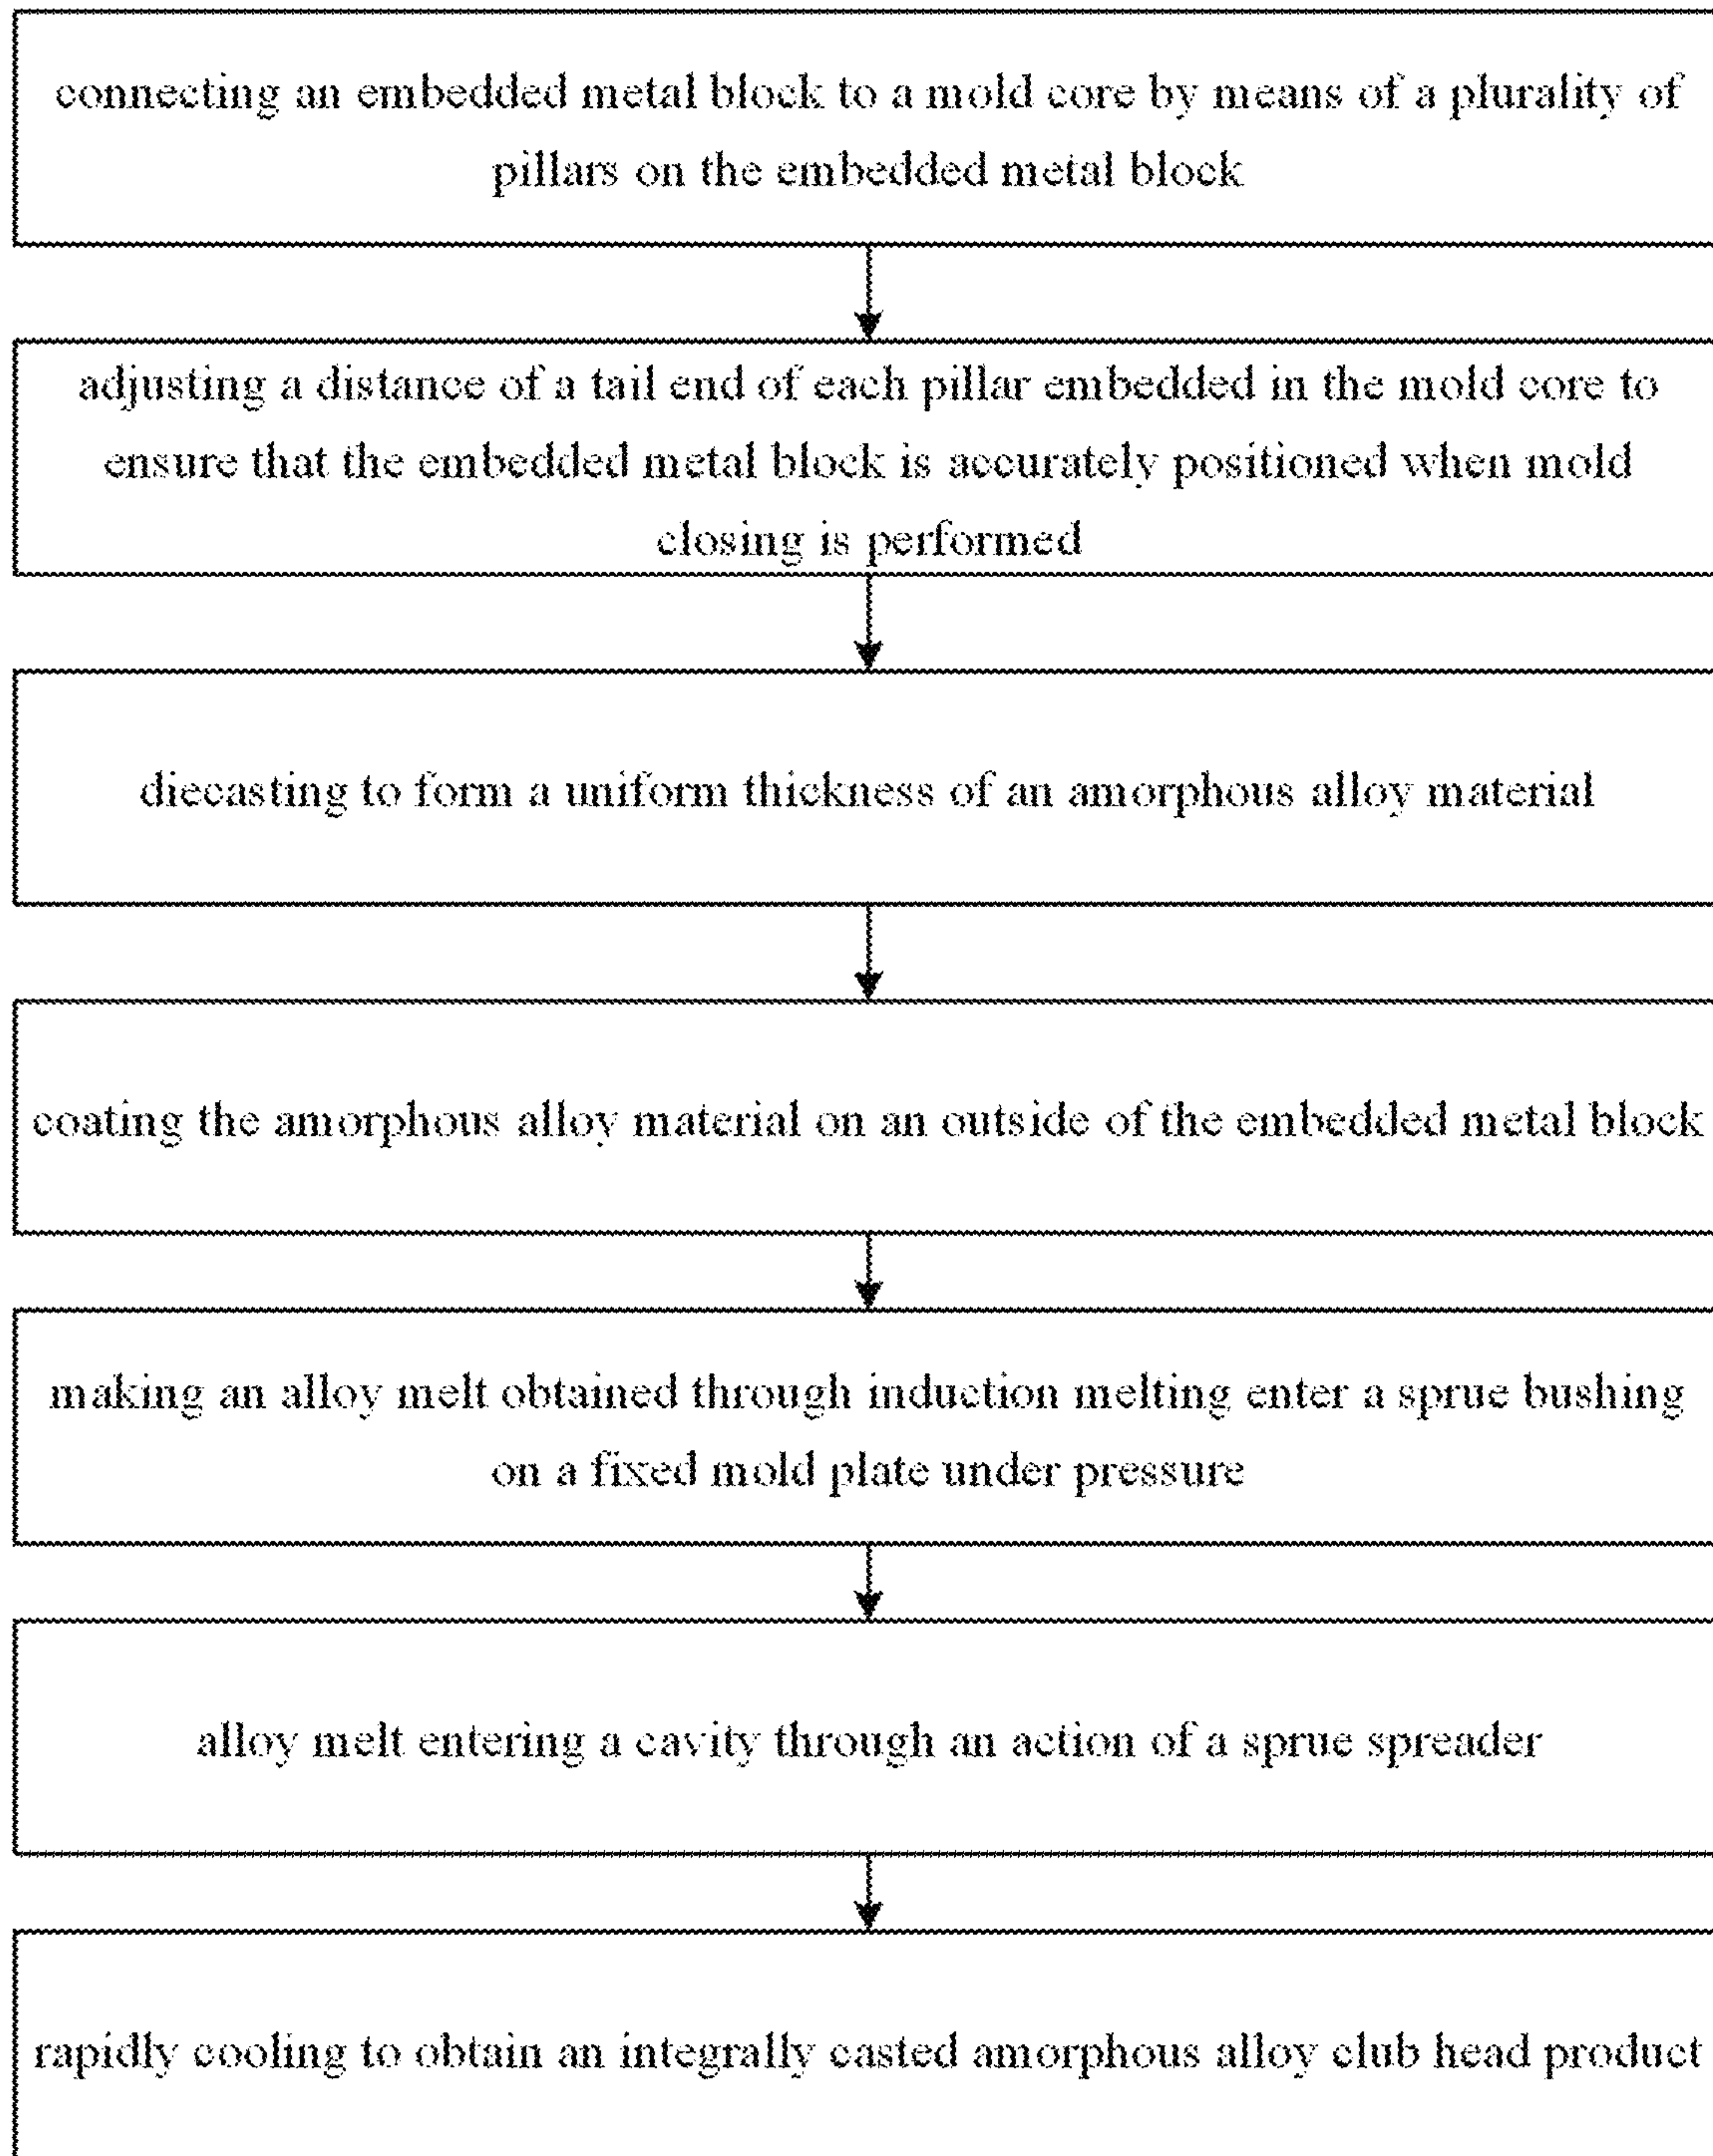 connecting an embedded metal block to a mold core by means of a plurality of
pillars on the embedded metal block
adjusting a distance of a tail end of each pillar embedded in the mold core to
ensure that the embedded metal block is accurately positioned when mold
closing is performed
diecasting to form a uniform thickness of an amorphous alloy material
coating the amorphous alloy material on an outside of the embedded metal block
making an alloy melt obtained through induction melting enter a sprue bushing
on a fixed mold plate under pressure
alloy melt entering a cavity through an action of a sprue spreader
rapidly cooling to obtain an integrally casted amorphous alloy club head product